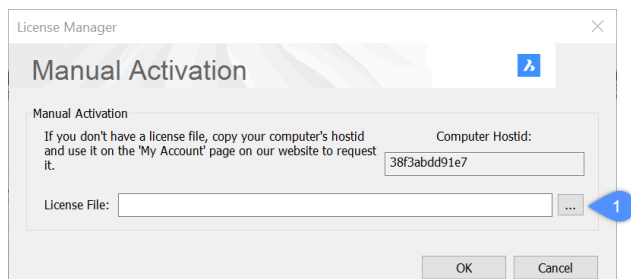 License Manager
Manual Activation
Manual Activation
If you don't have a license file, copy your computer's hostid
and use it on the 'My Account' page on our website to request
it.
Computer Hostid:
38f3abdd91e7
License File:
...
1
OK
Cancel